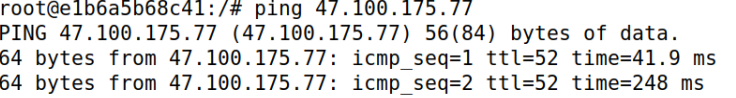 root@e1b6a5b68c41:/# ping 47.100.175.77
PING 47.100.175.77 (47.100.175.77) 56(84) bytes of data.
64 bytes from 47.100.175.77: icmp_seq=1 ttl=52 time=41.9 ms
64 bytes from 47.100.175.77: icmp_seq=2 ttl=52 time=248 ms